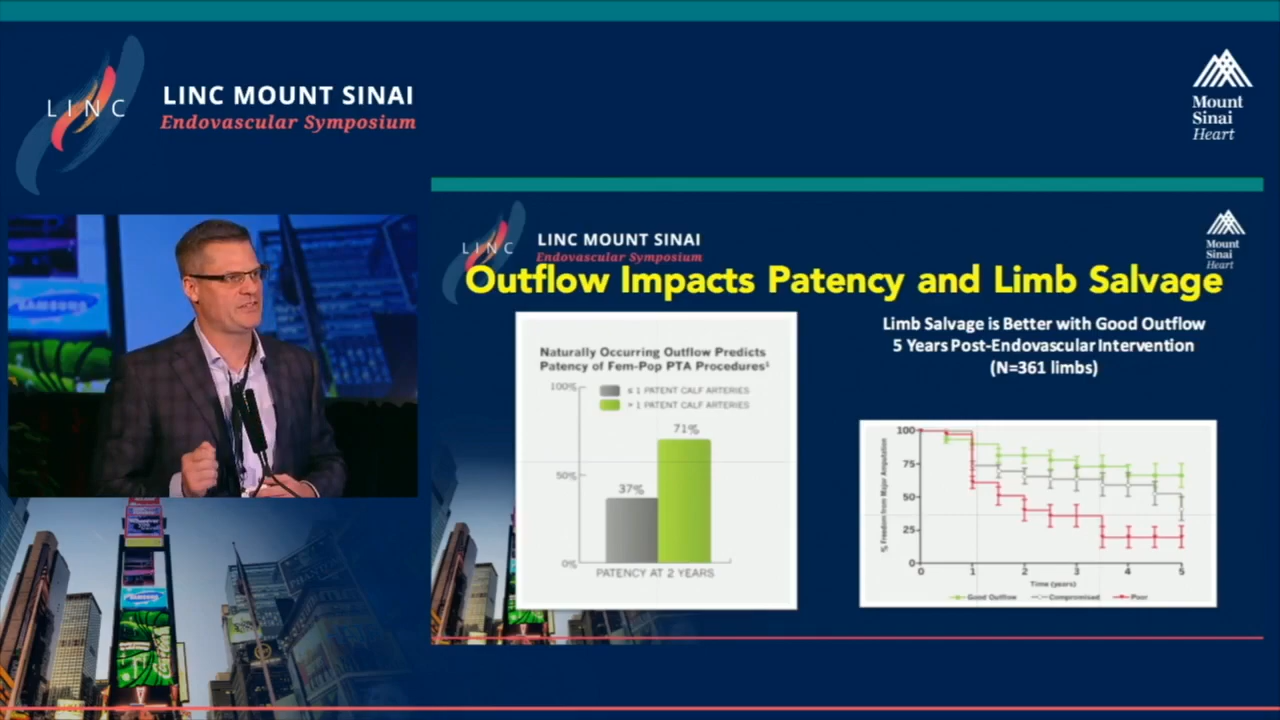 LINC
LINC MOUNT SINAI
Endovascular Symposium
Mount
Sinai
Heart
SAMSUNG
LINC
LINC MOUNT SINAI
Endovascular Symposium
Mount
Sinai
Heart
Outflow Impacts Patency and Limb Salvage
Naturally Occurring Outflow Predicts
Patency of Fem-Pop PTA Procedures¹
100%
≤ 1 PATENT CALF ARTERIES
> 1 PATENT CALF ARTERIES
71%
50%
37%
0%
PATENCY AT 2 YEARS
Limb Salvage is Better with Good Outflow
5 Years Post-Endovascular Intervention
(N=361 limbs)
% Freedom from Major Amputation
100
75
50
25
0
0 1 2 3 4 5
Time (years)
Good Outflow Compromised Poor